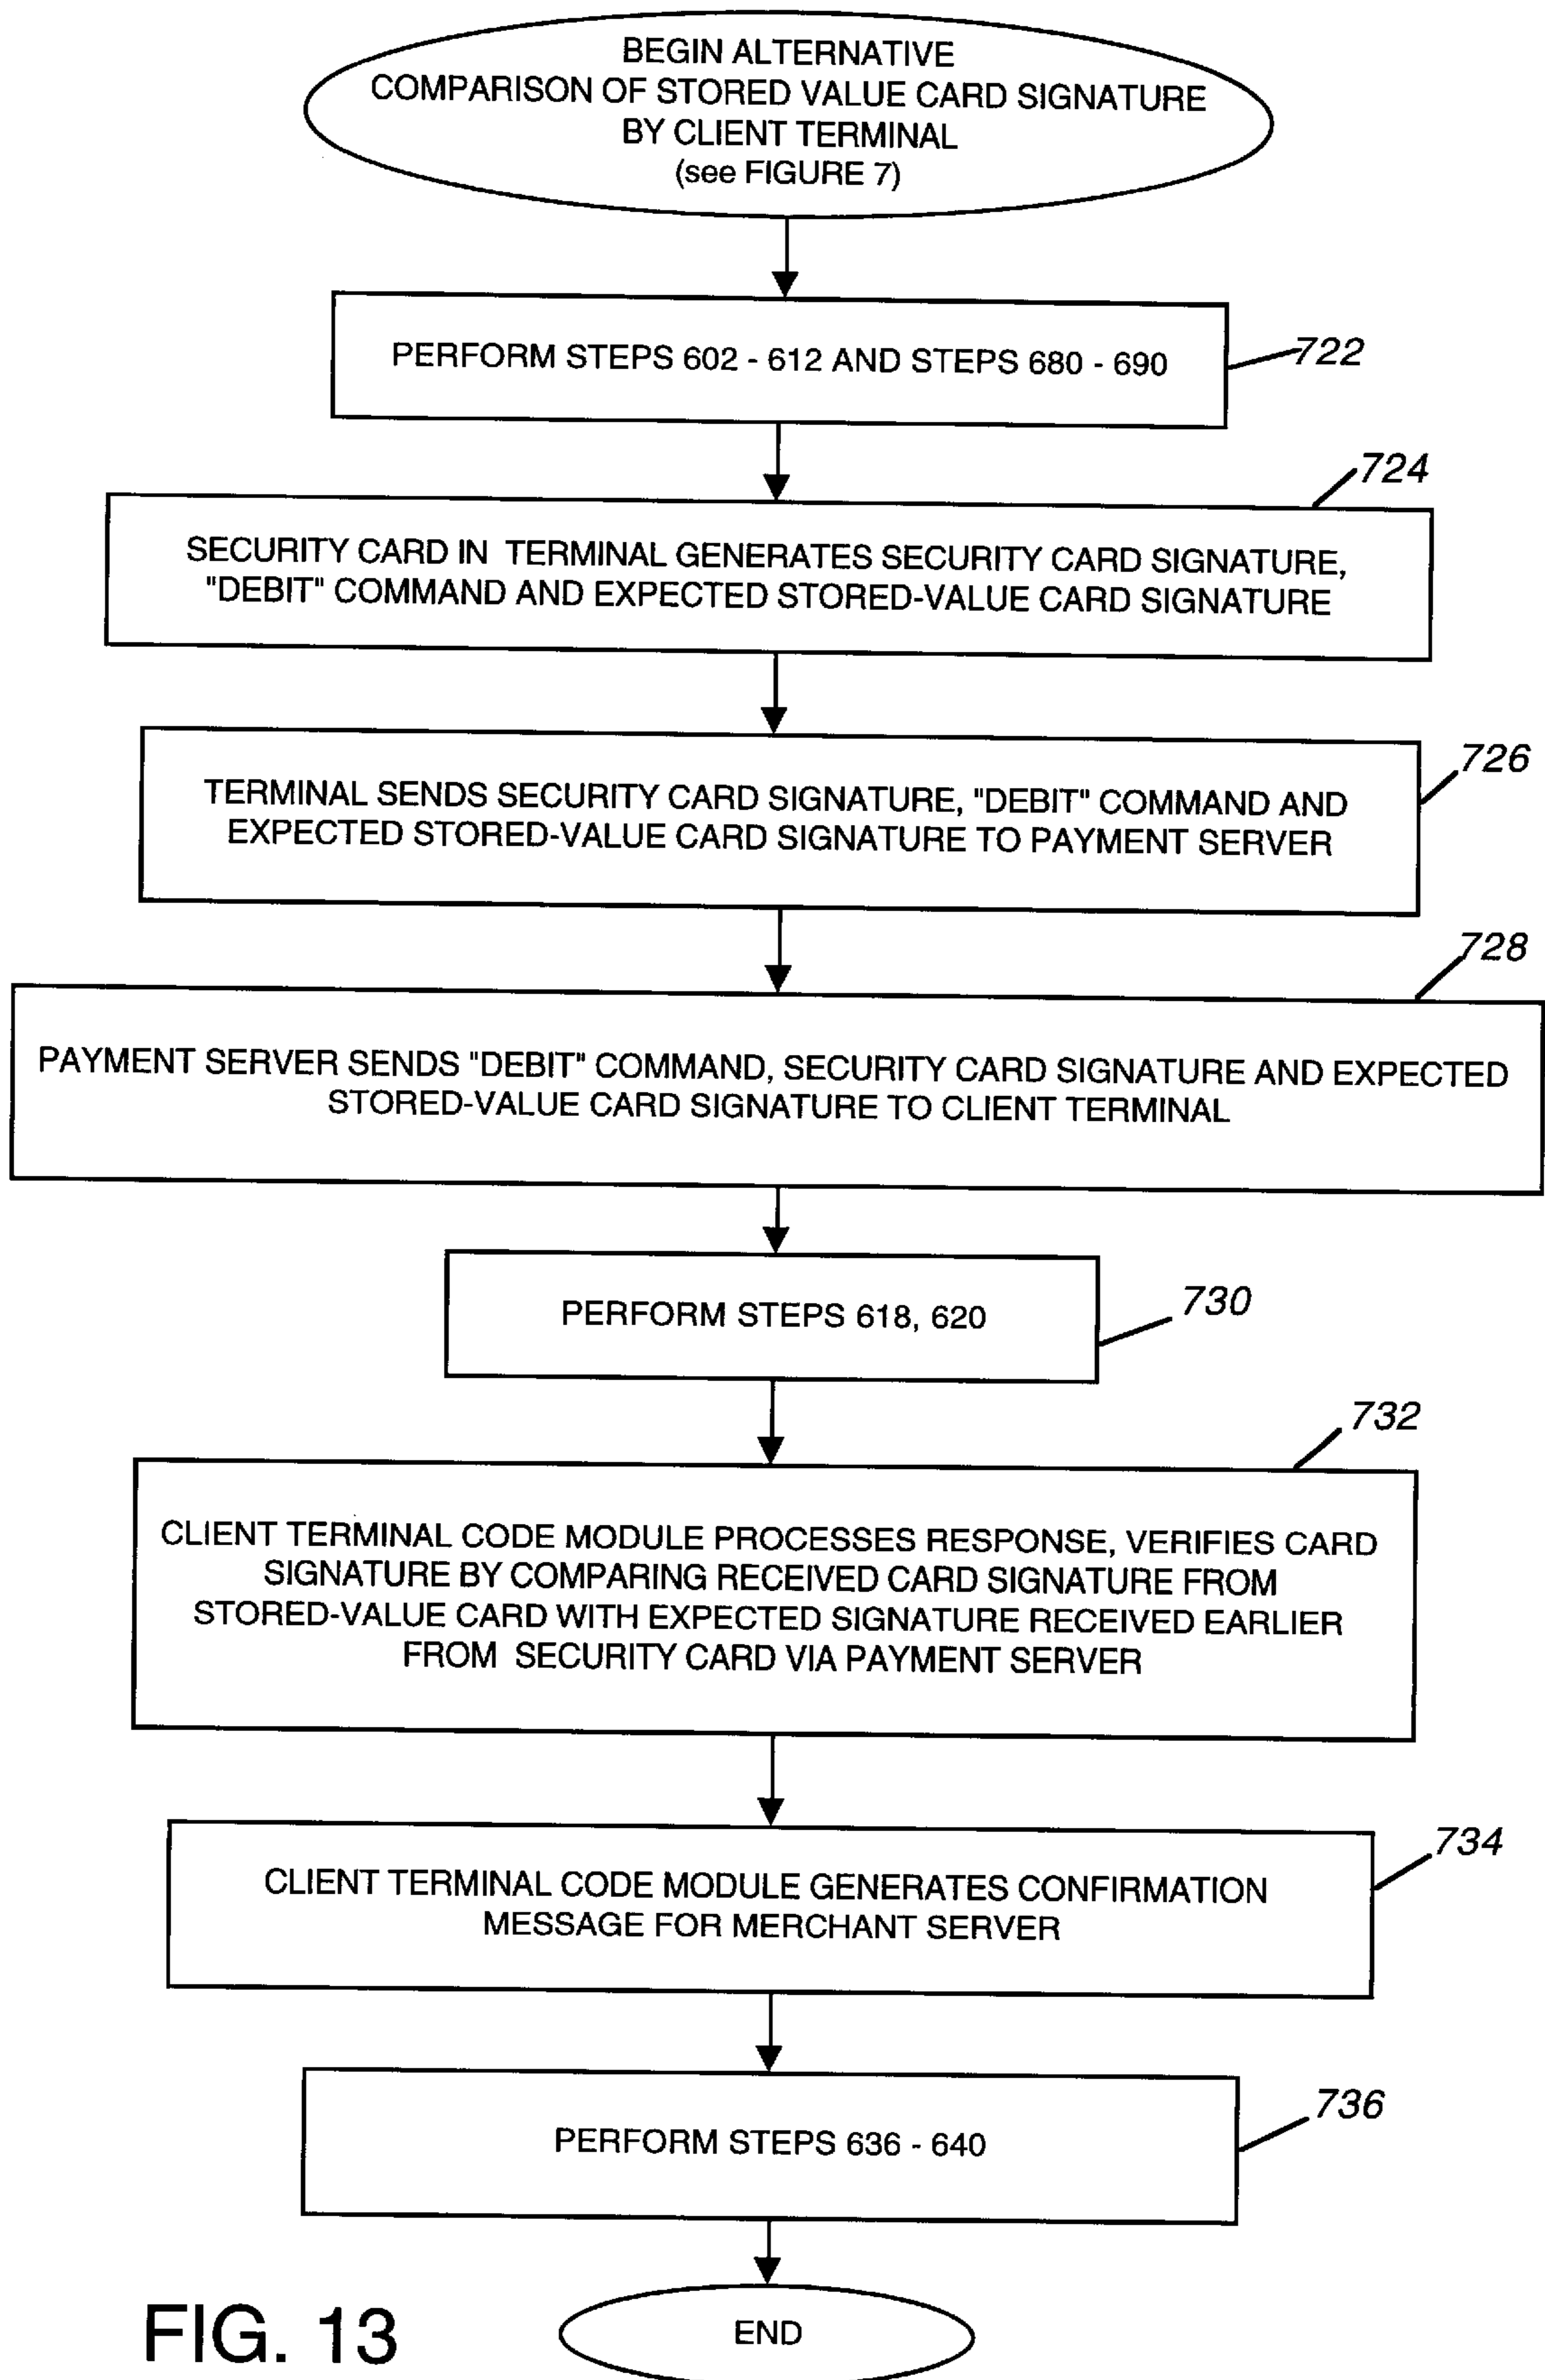 BEGIN ALTERNATIVE
COMPARISON OF STORED VALUE CARD SIGNATURE
BY CLIENT TERMINAL
(see FIGURE 7)
PERFORM STEPS 602 - 612 AND STEPS 680 - 690
722
724
SECURITY CARD IN TERMINAL GENERATES SECURITY CARD SIGNATURE,
"DEBIT" COMMAND AND EXPECTED STORED-VALUE CARD SIGNATURE
726
TERMINAL SENDS SECURITY CARD SIGNATURE, "DEBIT" COMMAND AND
EXPECTED STORED-VALUE CARD SIGNATURE TO PAYMENT SERVER
728
PAYMENT SERVER SENDS "DEBIT" COMMAND, SECURITY CARD SIGNATURE AND EXPECTED
STORED-VALUE CARD SIGNATURE TO CLIENT TERMINAL
PERFORM STEPS 618, 620
730
732
CLIENT TERMINAL CODE MODULE PROCESSES RESPONSE, VERIFIES CARD
SIGNATURE BY COMPARING RECEIVED CARD SIGNATURE FROM
STORED-VALUE CARD WITH EXPECTED SIGNATURE RECEIVED EARLIER
FROM SECURITY CARD VIA PAYMENT SERVER
734
CLIENT TERMINAL CODE MODULE GENERATES CONFIRMATION
MESSAGE FOR MERCHANT SERVER
736
PERFORM STEPS 636 - 640
END
FIG. 13